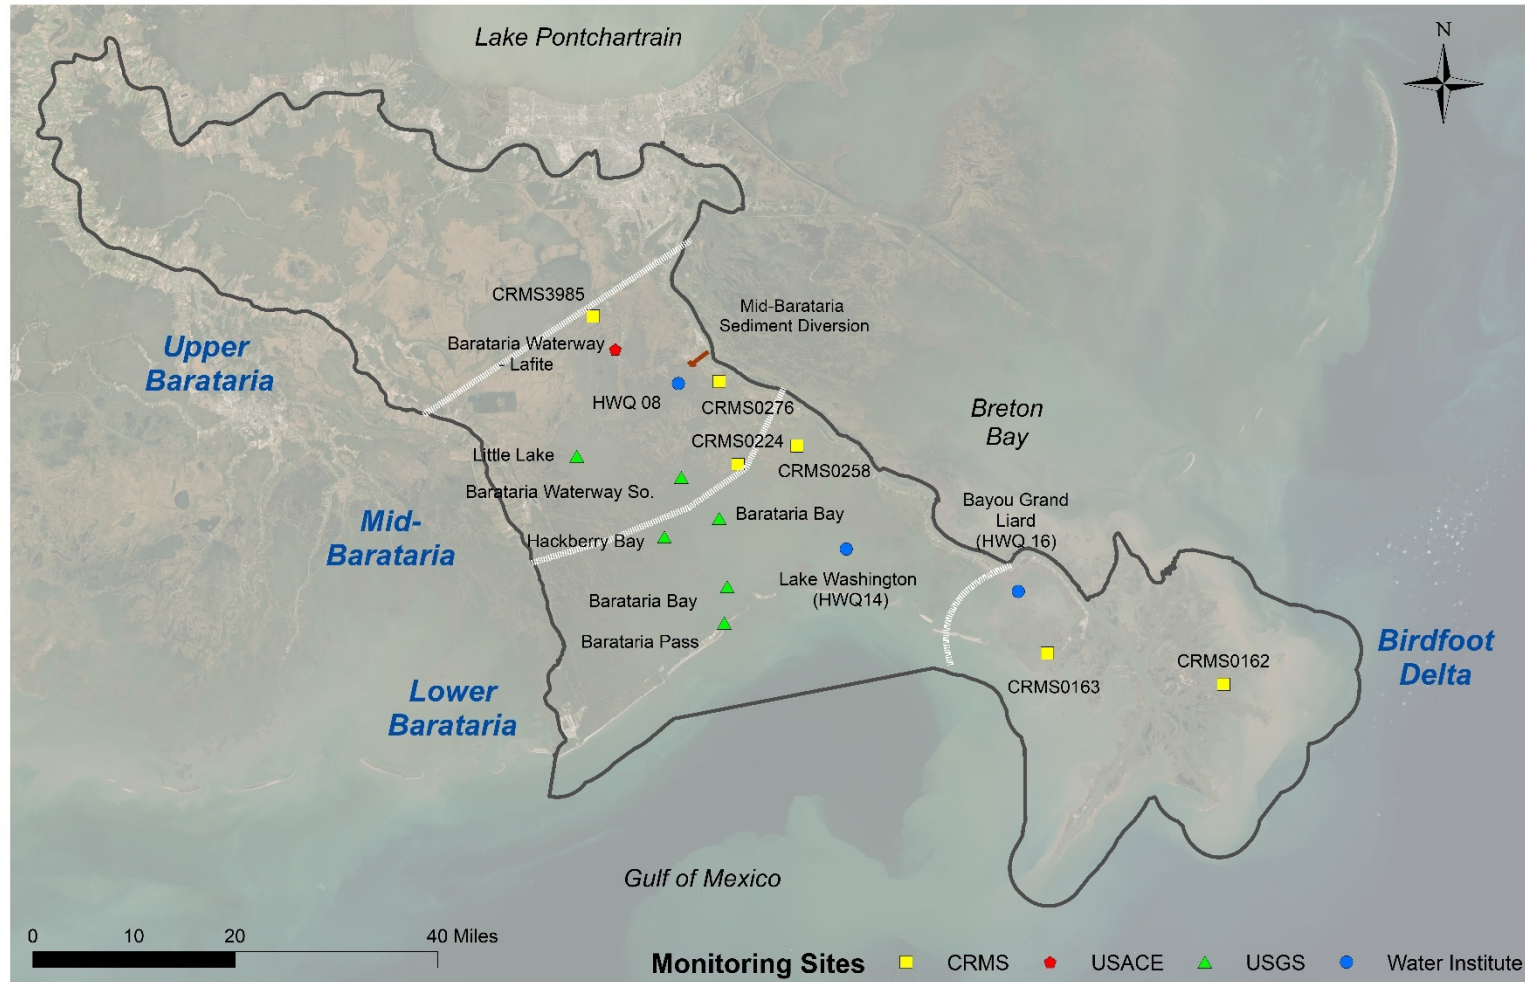 Lake Pontchartrain
N
CRMS3985
Mid-Barataria
Sediment Diversion
Upper
Barataria
Barataria Waterway
- Lafite
HWQ 08
CRMS0276
Breton
Bay
CRMS0224
Little Lake
CRMS0258
Barataria Waterway So.
Bayou Grand
Liard
(HWQ 16)
Mid-
Barataria
Barataria Bay
Hackberry Bay
Lake Washington
(HWQ14)
Barataria Bay
Barataria Pass
Birdfoot
Delta
CRMS0162
CRMS0163
Lower
Barataria
Gulf of Mexico
0 10 20 40 Miles
Monitoring Sites CRMS USACE USGS Water Institute